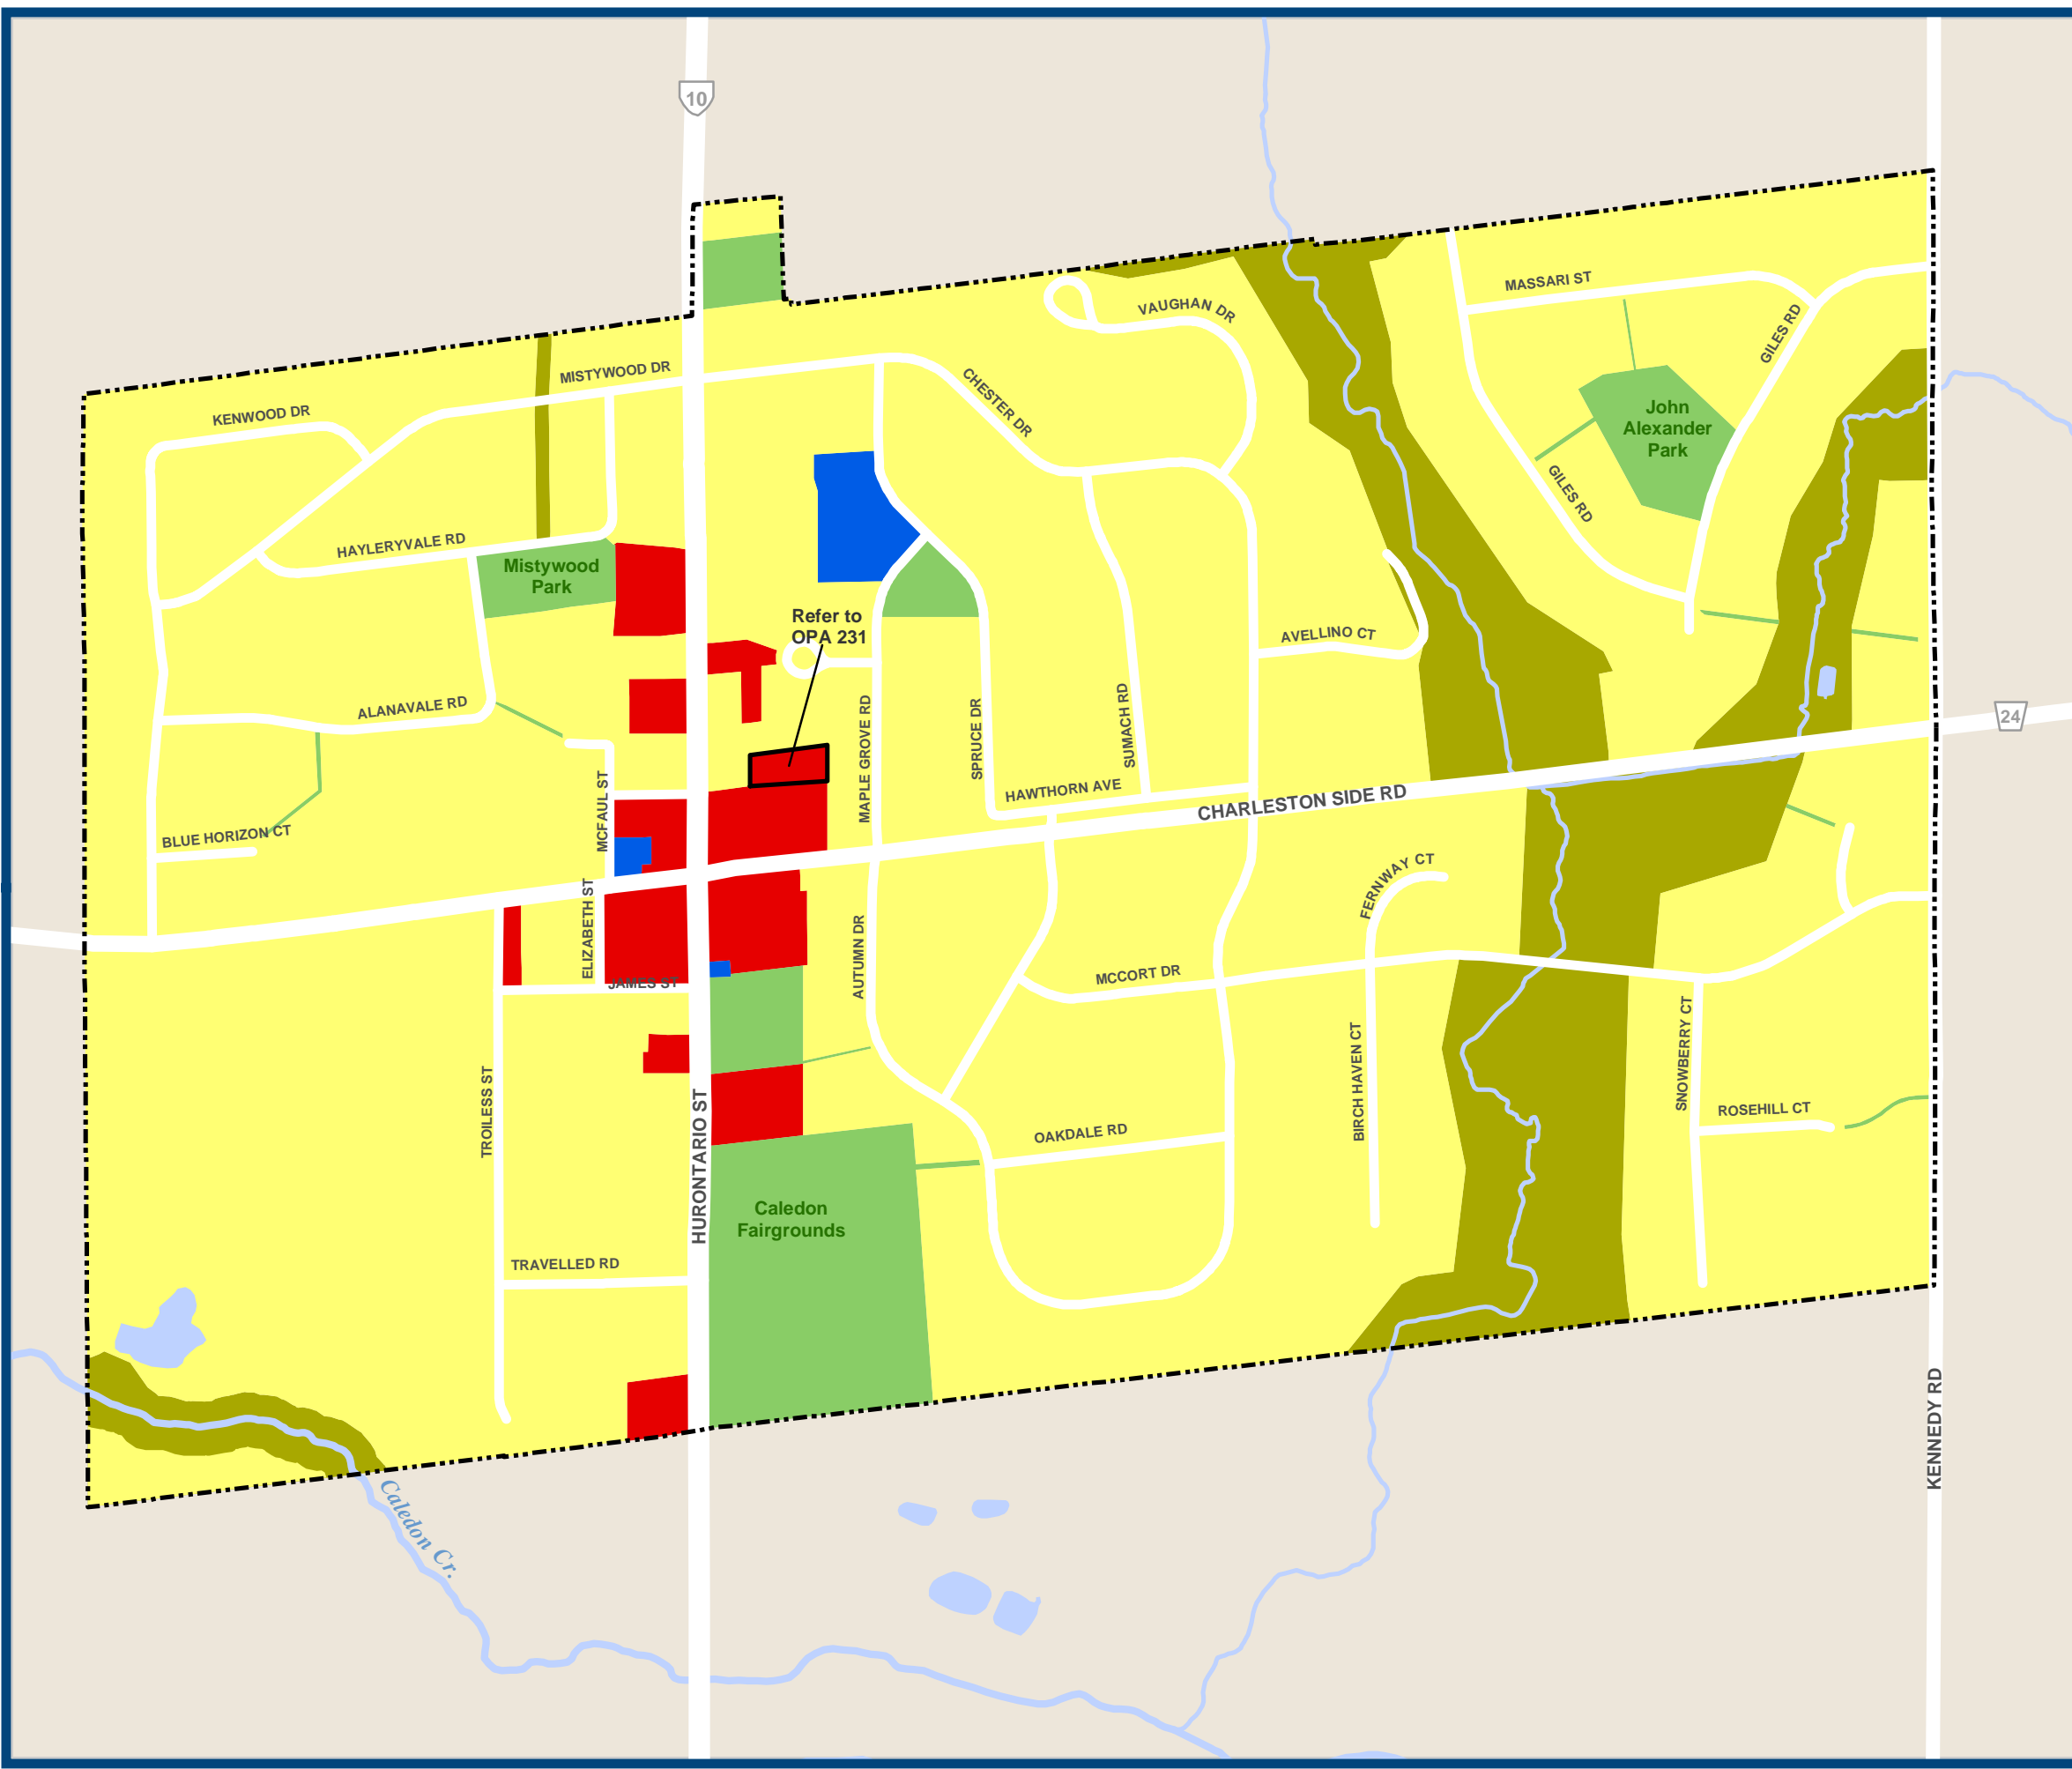 10
MASSARI ST
VAUGHAN DR
GILES RD
MISTYWOOD DR
CHESTER DR
KENWOOD DR
John
Alexander
Park
GILES RD
HAYLERYVALE RD
Mistywood
Park
Refer to
OPA 231
AVELLINO CT
ALANAVALE RD
MAPLE GROVE RD
SPRUCE DR
SUMACH RD
24
MCFAUL ST
HAWTHORN AVE
CHARLESTON SIDE RD
BLUE HORIZON CT
FERNWAY CT
ELIZABETH ST
AUTUMN DR
JAMES ST
MCCORT DR
SNOWBERRY CT
BIRCH HAVEN CT
TROILESS ST
HURONTARIO ST
ROSEHILL CT
OAKDALE RD
Caledon
Fairgrounds
TRAVELLED RD
KENNEDY RD
Caledon Cr.